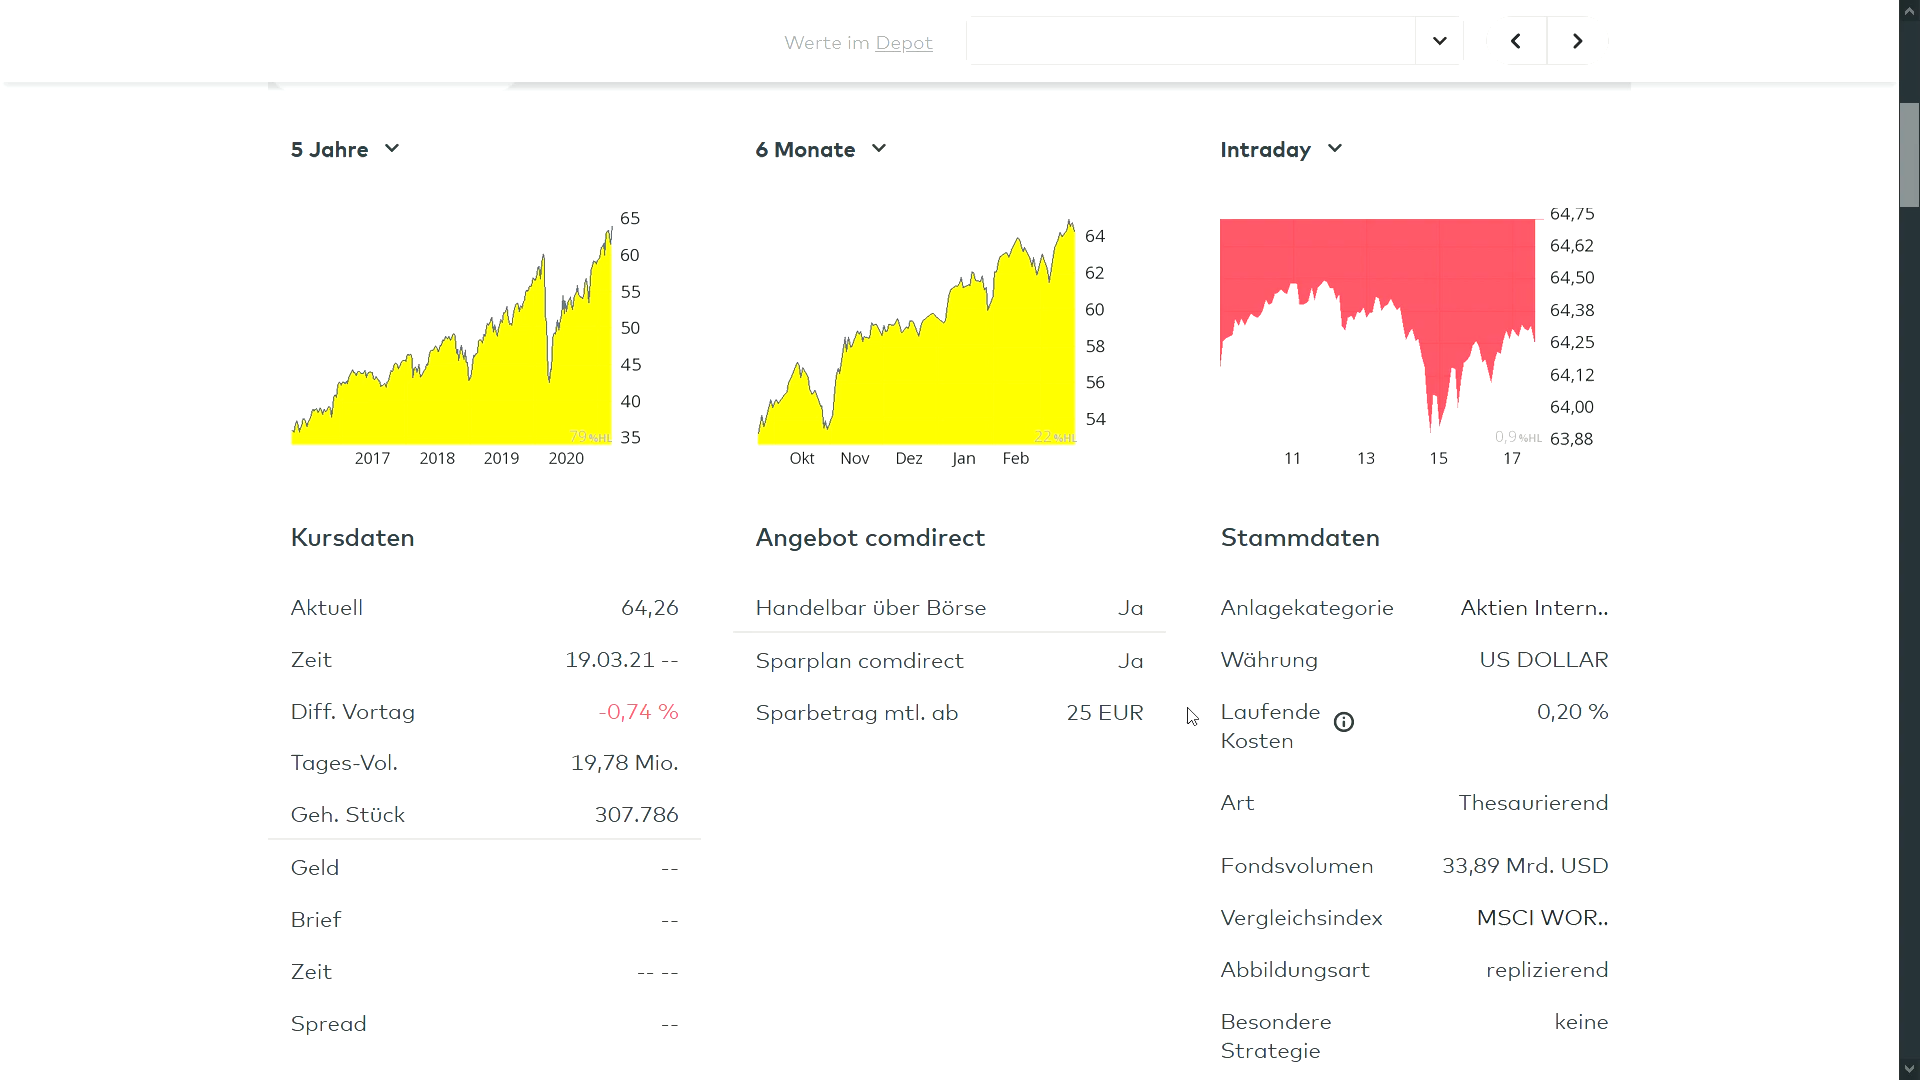 Werte im Depot
5 Jahre
65
60
55
50
45
40
35
79%HL
2017 2018 2019 2020
6 Monate
64
62
60
58
56
54
22%HL
Okt Nov Dez Jan Feb
Intraday
64,75
64,62
64,50
64,38
64,25
64,12
64,00
63,88
0,9%HL
11 13 15 17
Kursdaten
Aktuell 64,26
Zeit 19.03.21 --
Diff. Vortag -0,74 %
Tages-Vol. 19,78 Mio.
Geh. Stück 307.786
Geld --
Brief --
Zeit -- --
Spread --
Angebot comdirect
Handelbar über Börse Ja
Sparplan comdirect Ja
Sparbetrag mtl. ab 25 EUR
Stammdaten
Anlagekategorie Aktien Intern..
Währung US DOLLAR
Laufende 0,20 %
Kosten
Art Thesaurierend
Fondsvolumen 33,89 Mrd. USD
Vergleichsindex MSCI WOR..
Abbildungsart replizierend
Besondere keine
Strategie